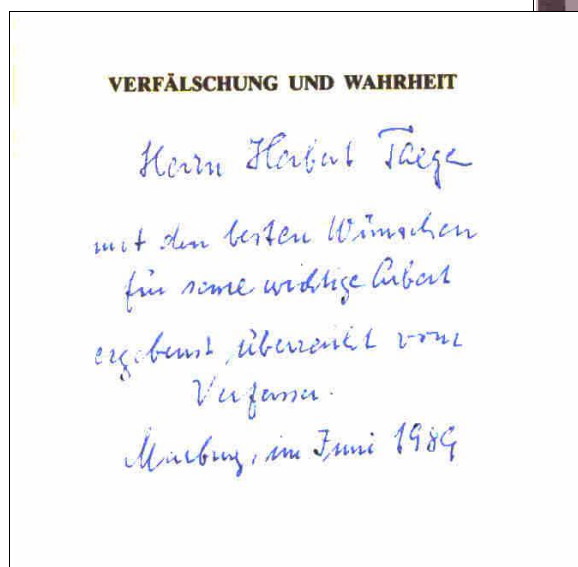 VERFÄLSCHUNG UND WAHRHEIT
Herrn Herbert Taege
mit den besten Wünschen
für seine wichtige Arbeit
ergebenst überreicht vom
Verfasser.
Marburg, im Juni 1989